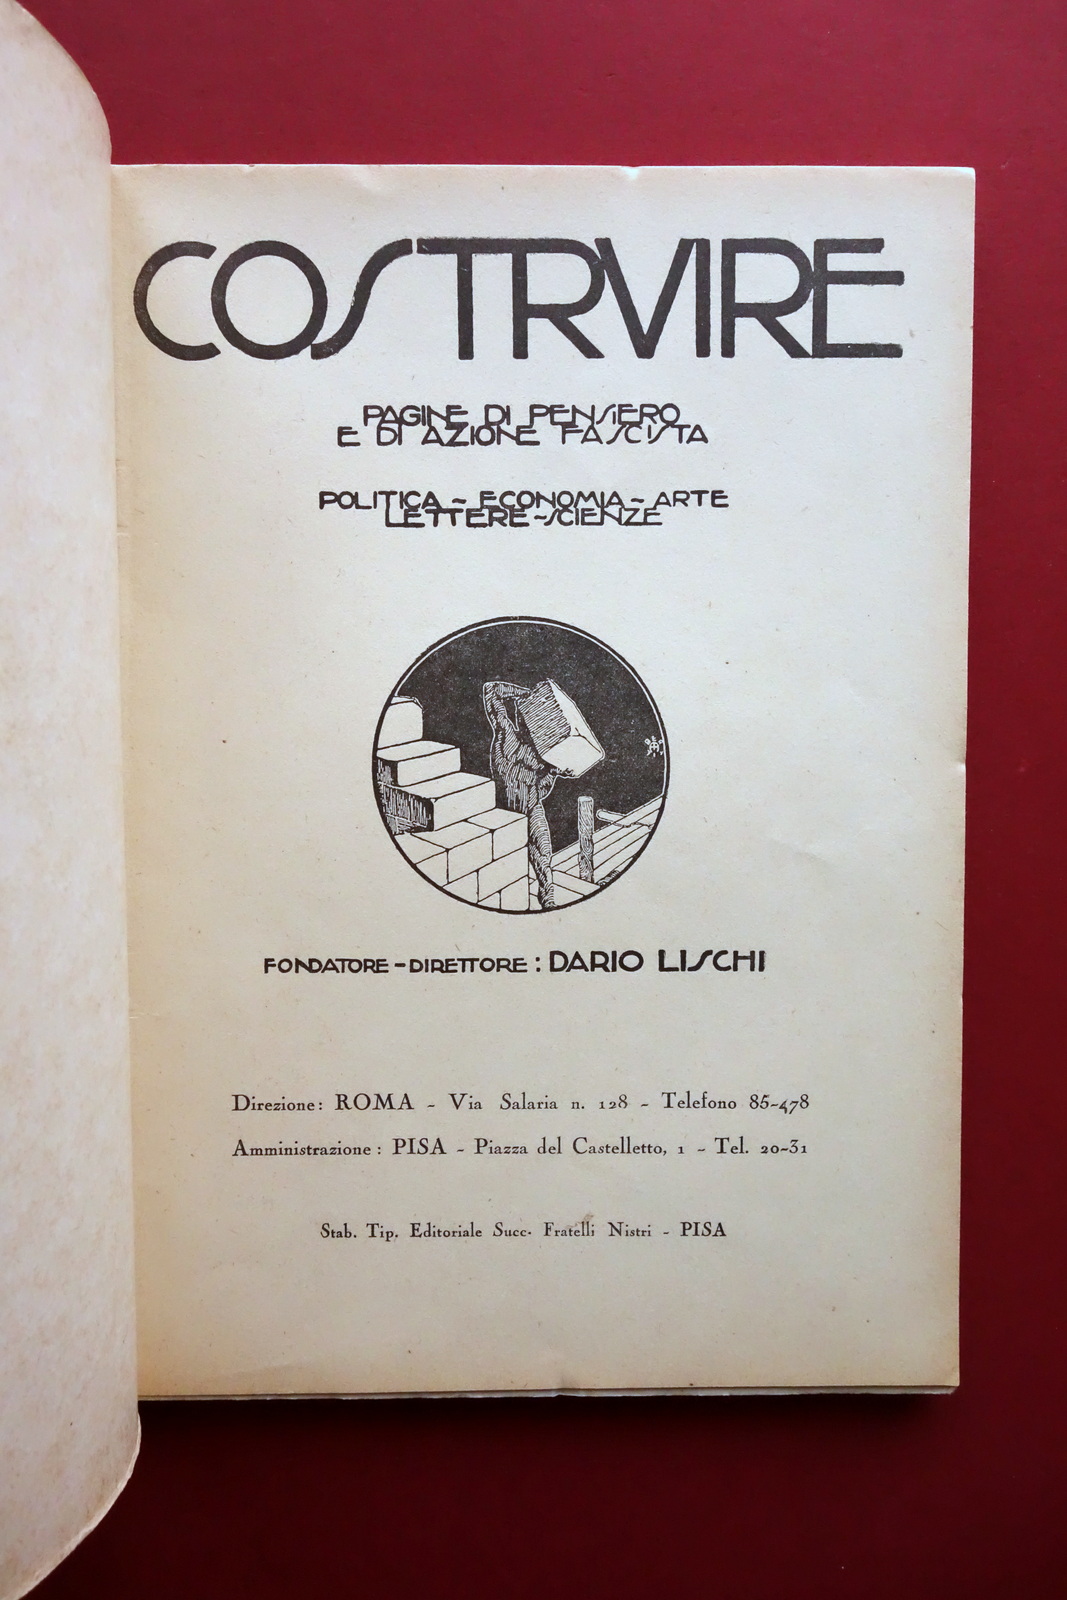 COSTRVIRE
PAGINE DI PENSIERO
E DI AZIONE FASCISTA
POLITICA - ECONOMIA - ARTE
LETTERE - SCIENZE
FONDATORE - DIRETTORE : DARIO LISCHI
Direzione: ROMA - Via Salaria n. 128 - Telefono 85-478
Amministrazione : PISA - Piazza del Castelletto, 1 - Tel. 20-31
Stab. Tip. Editoriale Succ. Fratelli Nistri - PISA